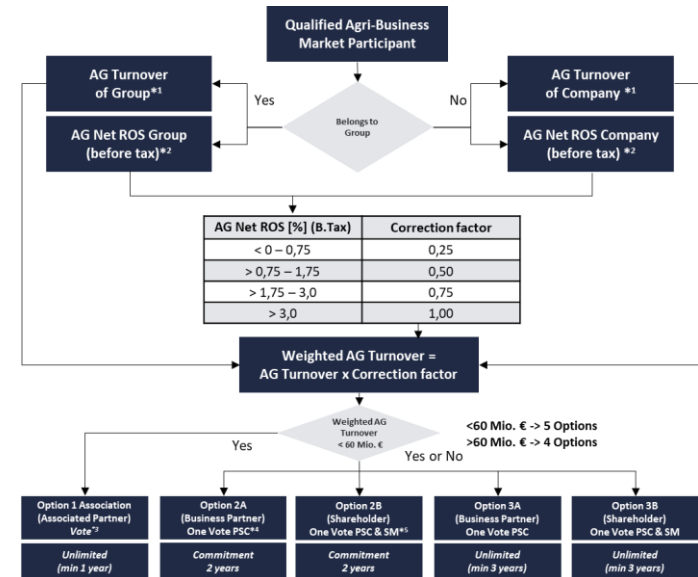 Qualified Agri-Business
Market Participant
AG Turnover
of Group*1
AG Turnover
of Company *1
Yes
No
Belongs to
Group
AG Net ROS Group
(before tax)*2
AG Net ROS Company
(before tax) *2
AG Net ROS [%] (B.Tax)
Correction factor
< 0 – 0,75
0,25
> 0,75 – 1,75
0,50
> 1,75 – 3,0
0,75
> 3,0
1,00
Weighted AG Turnover =
AG Turnover x Correction factor
Weighted AG
Turnover
< 60 Mio. €
<60 Mio. € -> 5 Options
>60 Mio. € -> 4 Options
Yes
Yes or No
Option 1 Association
(Associated Partner)
Vote*3
Option 2A
(Business Partner)
One Vote PSC*4
Option 2B
(Shareholder)
One Vote PSC & SM*5
Option 3A
(Business Partner)
One Vote PSC
Option 3B
(Shareholder)
One Vote PSC & SM
Unlimited
(min 1 year)
Commitment
2 years
Commitment
2 years
Unlimited
(min 3 years)
Unlimited
(min 3 years)